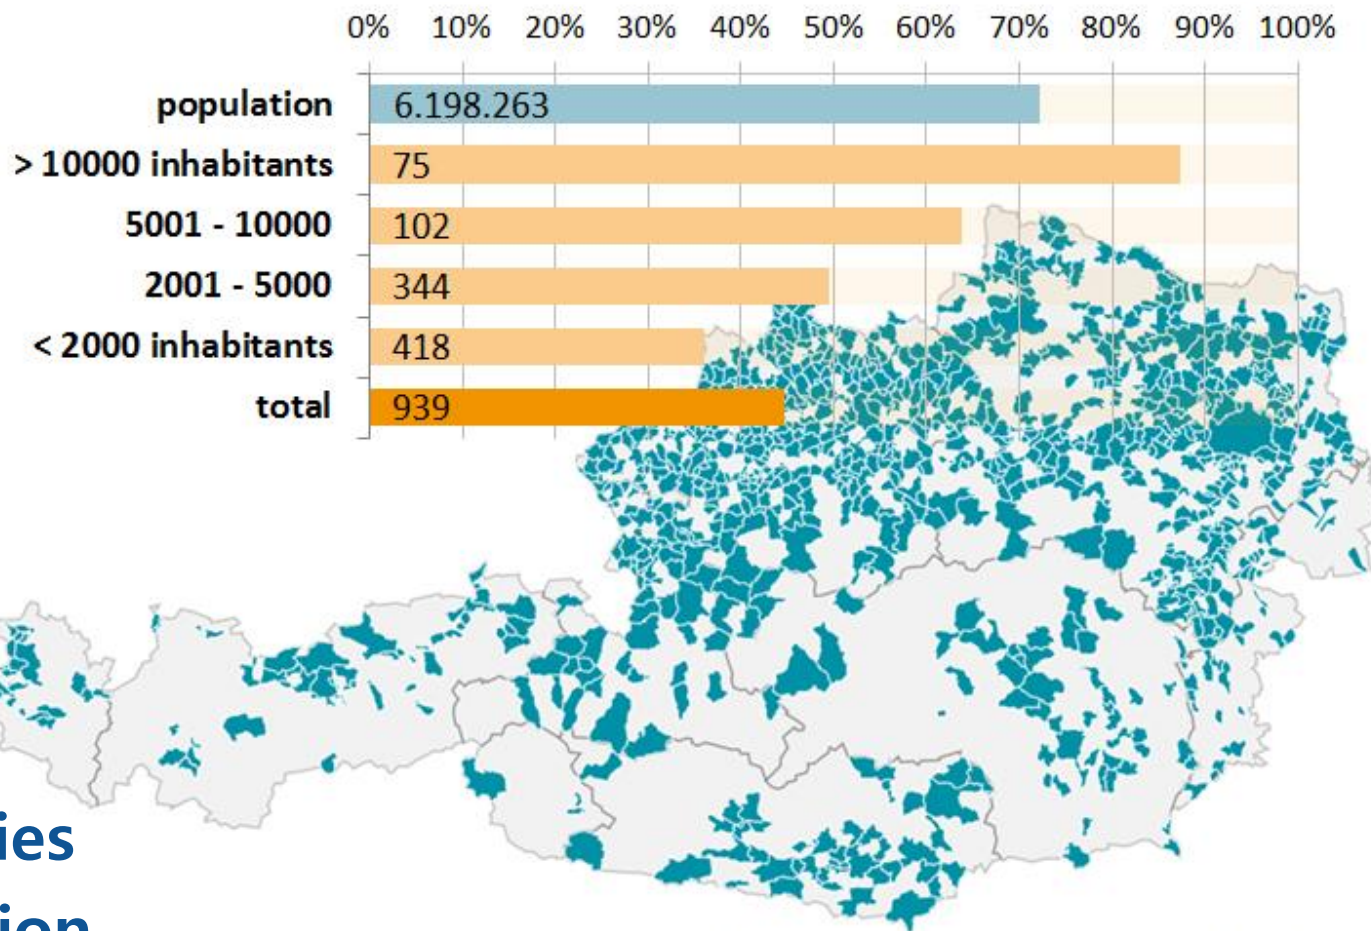 0% 10% 20% 30% 40% 50% 60% 70% 80% 90% 100%
population 6.198.263
> 10000 inhabitants 75
5001 - 10000 102
2001 - 5000 344
< 2000 inhabitants 418
total 939
ies
ion